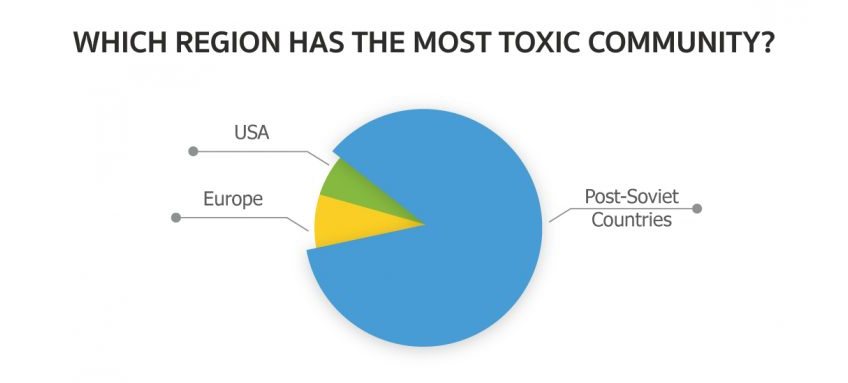 WHICH REGION HAS THE MOST TOXIC COMMUNITY?
USA
Europe
Post-Soviet
Countries